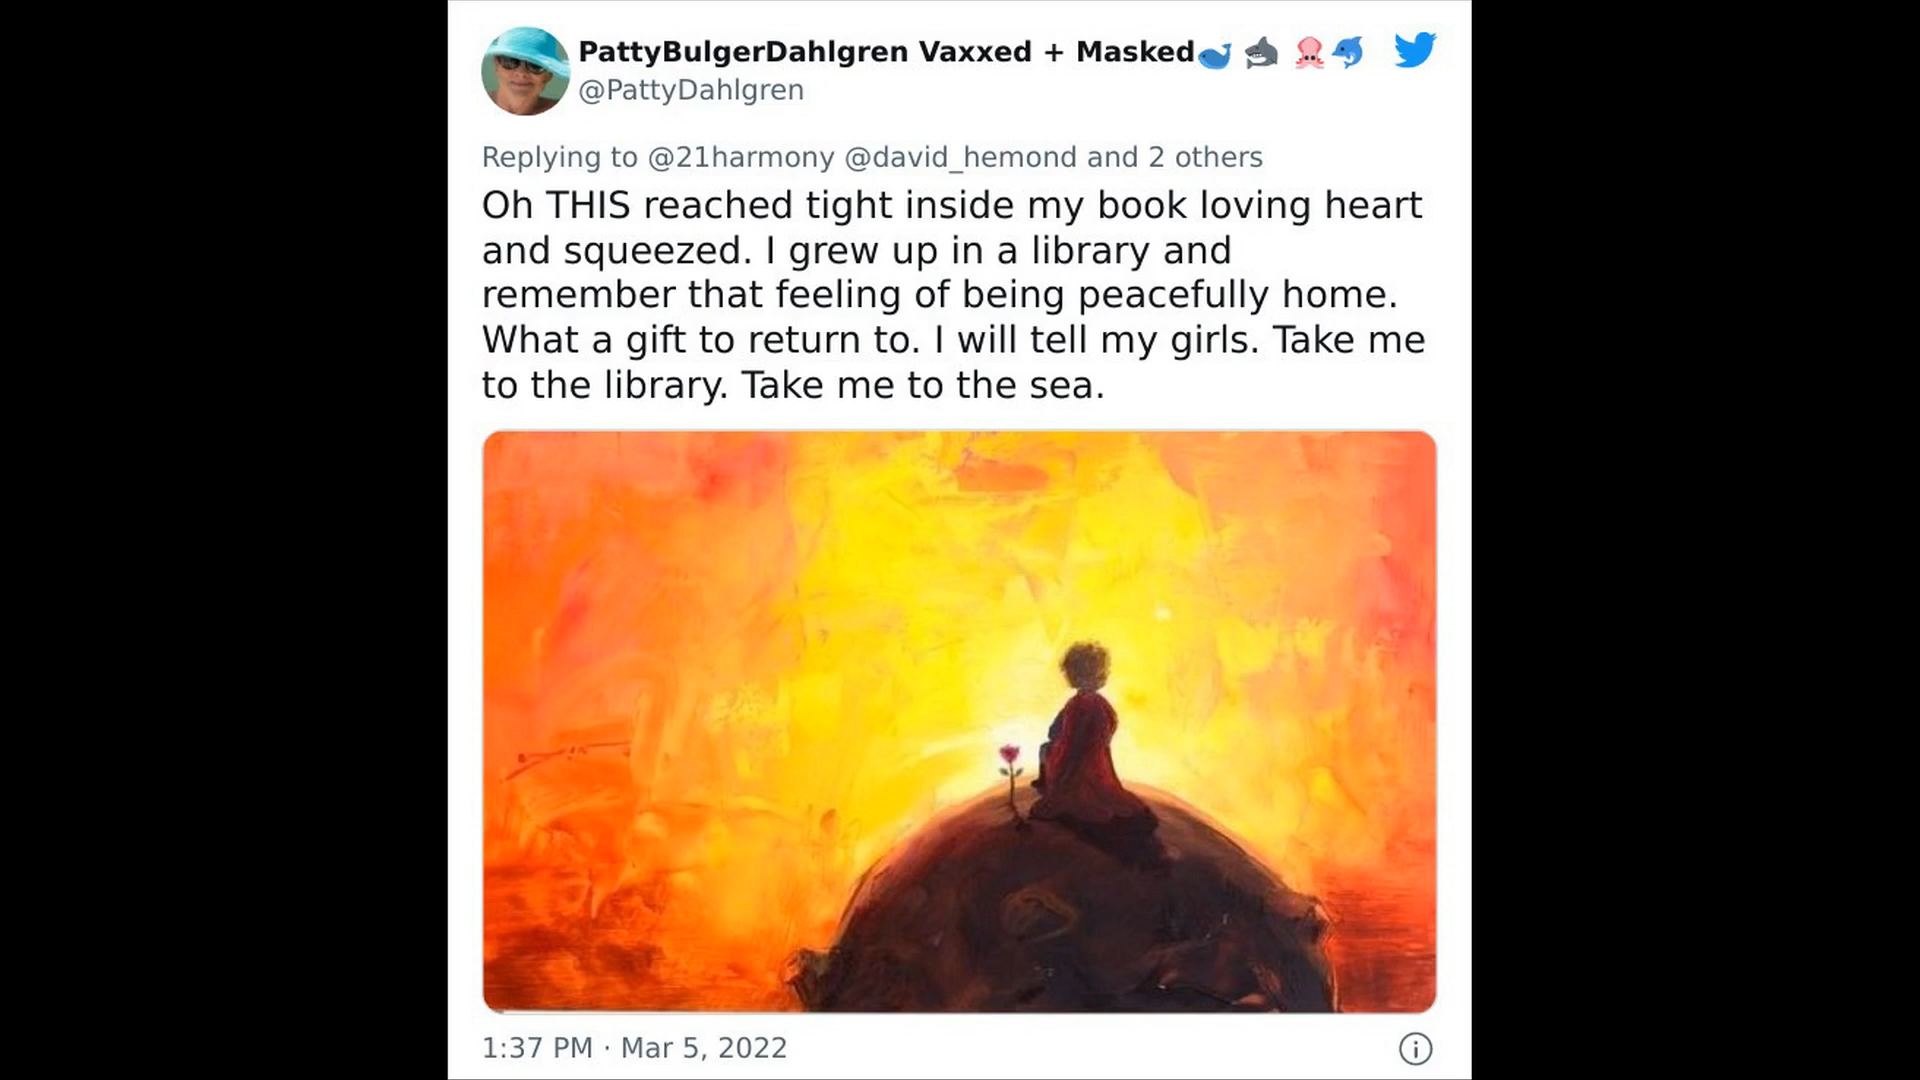 PattyBulgerDahlgren Vaxxed + Masked🐳 🦈 🐙🐬
@PattyDahlgren
Replying to @21harmony @david_hemond and 2 others
Oh THIS reached tight inside my book loving heart
and squeezed. I grew up in a library and
remember that feeling of being peacefully home.
What a gift to return to. I will tell my girls. Take me
to the library. Take me to the sea.
1:37 PM · Mar 5, 2022